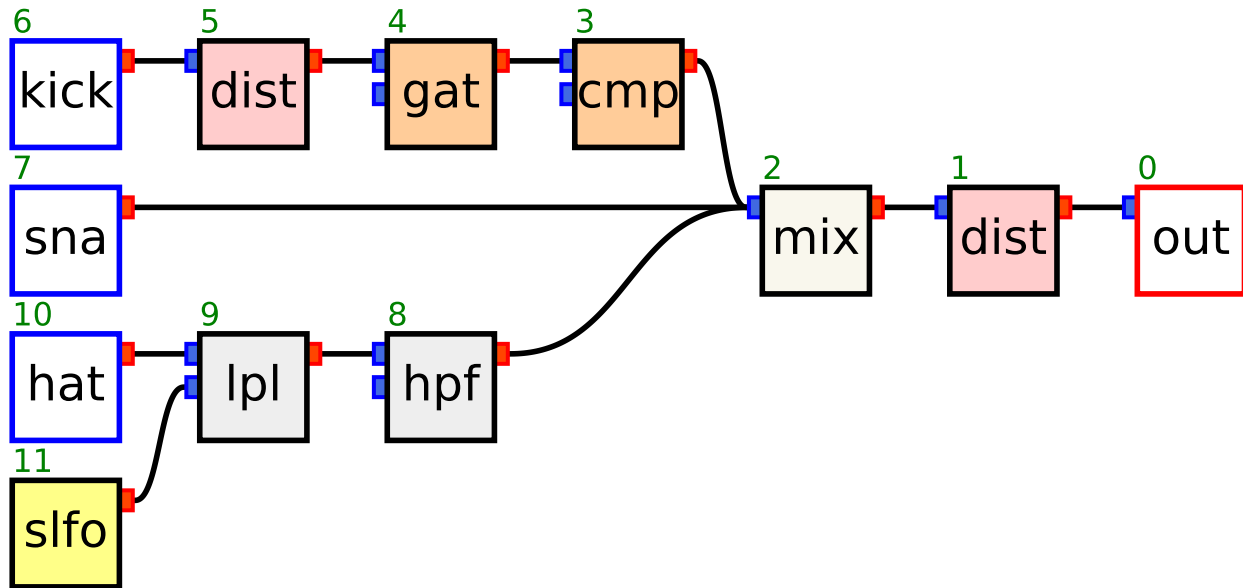 6 5 4 3
kick dist gat cmp
7 2 1 0
sna mix dist out
10 9 8
hat lpl hpf
11
slfo